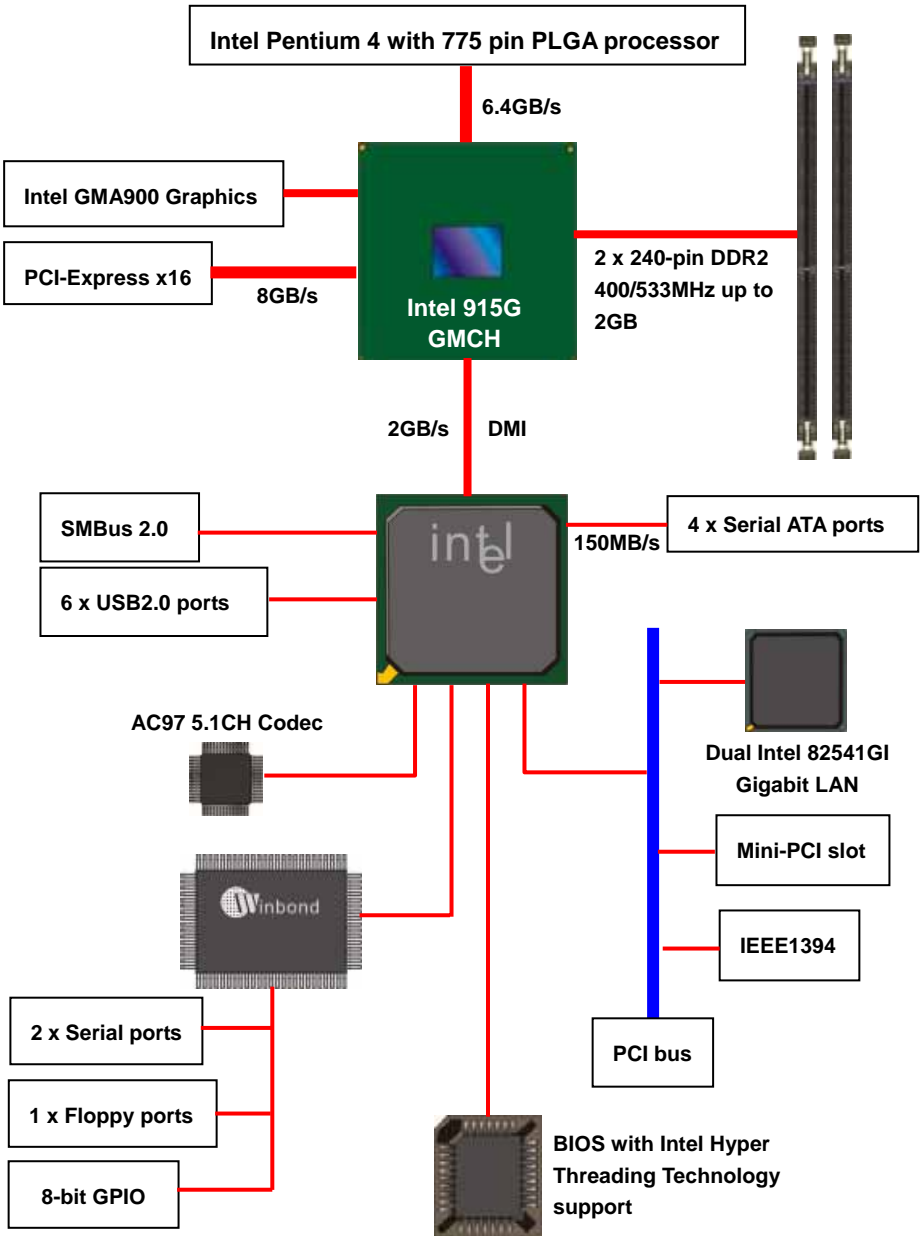 Intel Pentium 4 with 775 pin PLGA processor
6.4GB/s
Intel GMA900 Graphics
PCI-Express x16
8GB/s
Intel 915G
GMCH
2 x 240-pin DDR2
400/533MHz up to
2GB
2GB/s
DMI
SMBus 2.0
intel
4 x Serial ATA ports
150MB/s
6 x USB2.0 ports
AC97 5.1CH Codec
Dual Intel 82541GI
Gigabit LAN
Mini-PCI slot
Winbond
IEEE1394
2 x Serial ports
PCI bus
1 x Floppy ports
8-bit GPIO
BIOS with Intel Hyper
Threading Technology
support